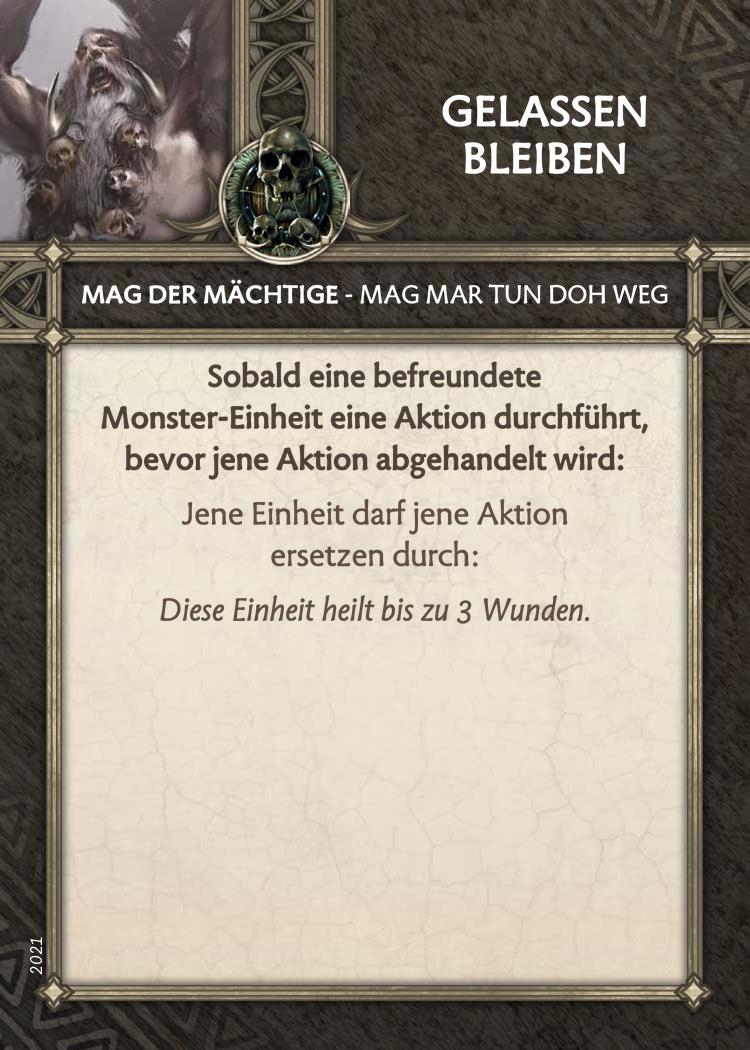 GELASSEN
BLEIBEN
MAG DER MÄCHTIGE - MAG MAR TUN DOH WEG
Sobald eine befreundete
Monster-Einheit eine Aktion durchführt,
bevor jene Aktion abgehandelt wird:
Jene Einheit darf jene Aktion
ersetzen durch:
Diese Einheit heilt bis zu 3 Wunden.
2021